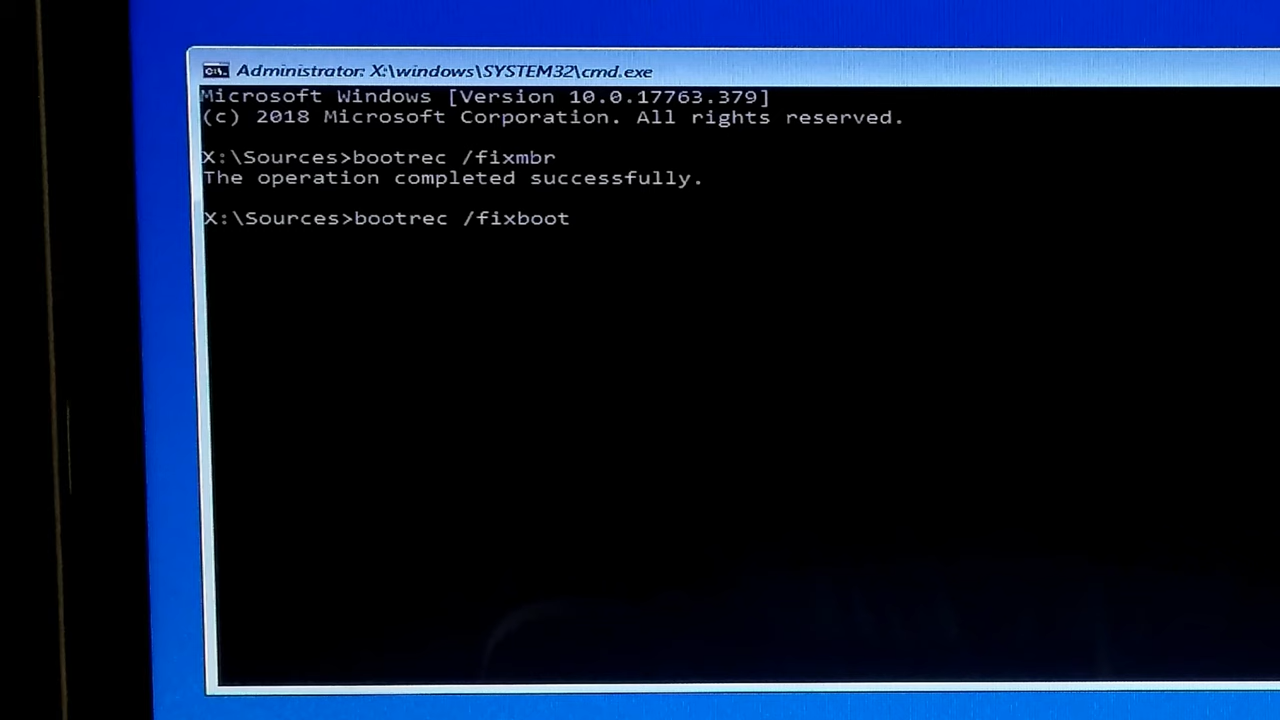 Administrator: X:\windows\SYSTEM32\cmd.exe
Microsoft Windows [Version 10.0.17763.379]
(c) 2018 Microsoft Corporation. All rights reserved.
X:\Sources>bootrec /fixmbr
The operation completed successfully.
X:\Sources>bootrec /fixboot